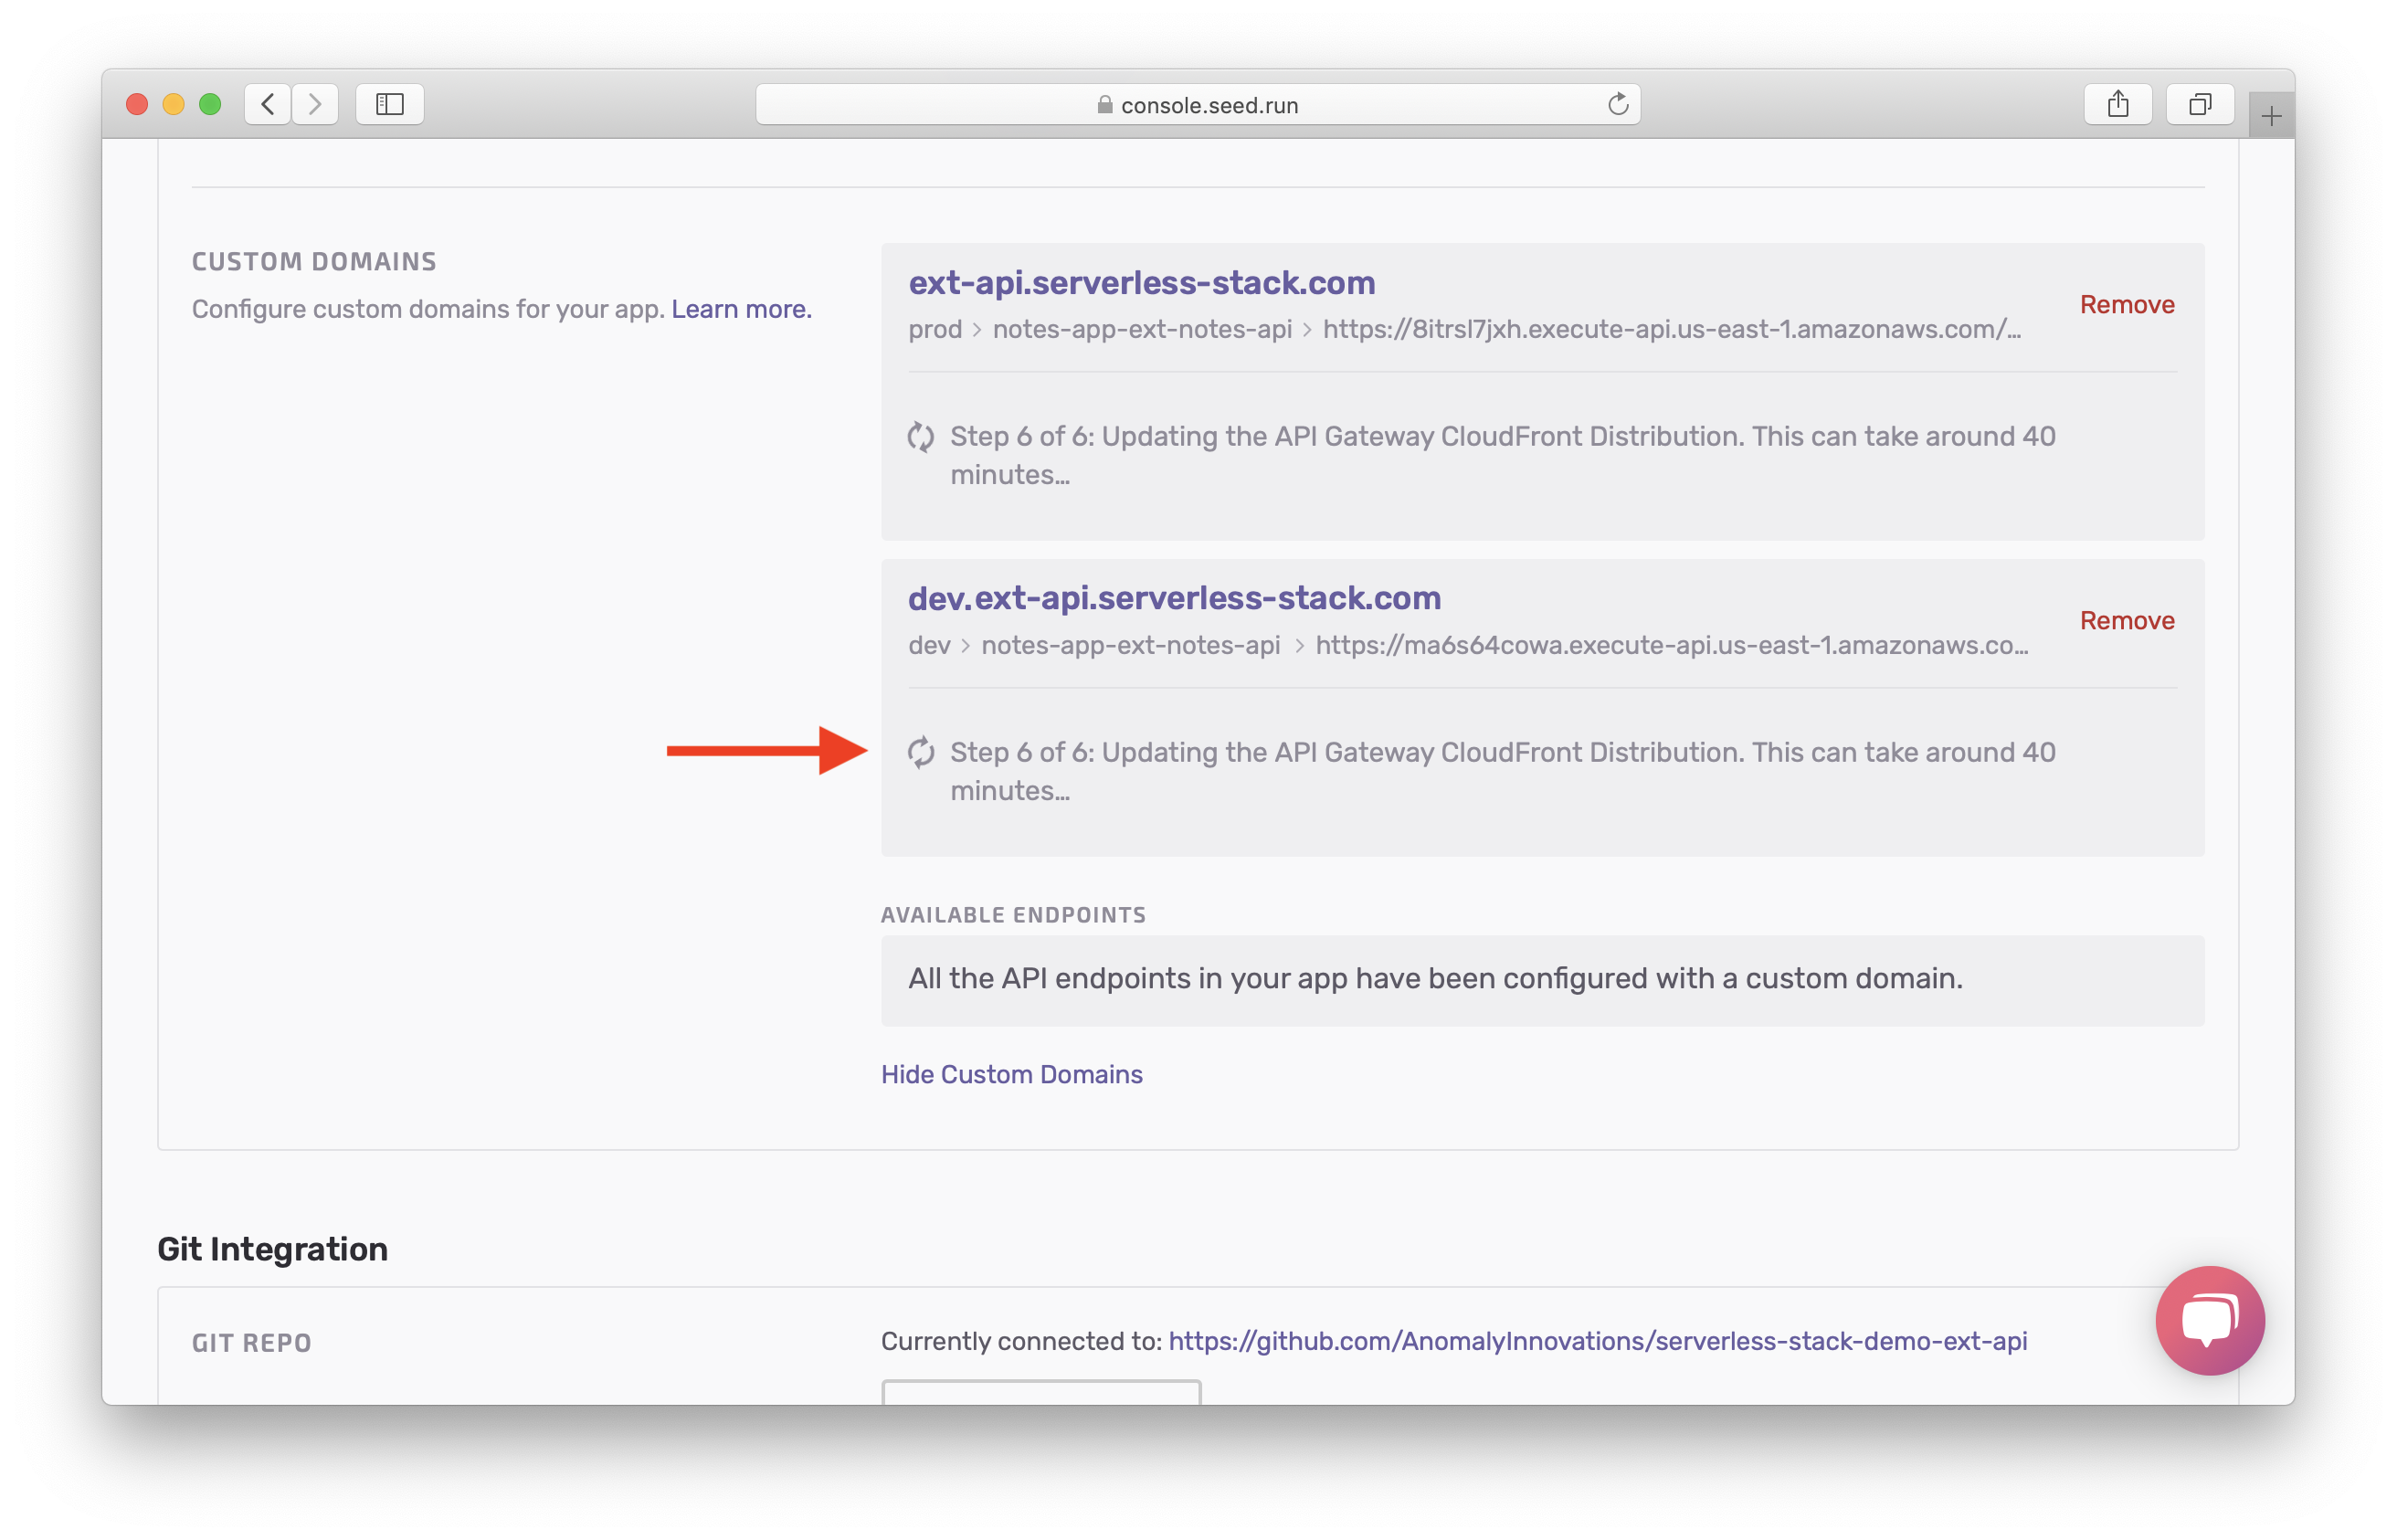 console.seed.run
CUSTOM DOMAINS
Configure custom domains for your app. Learn more.
ext-api.serverless-stack.com
Remove
prod > notes-app-ext-notes-api > https://8itrsl7jxh.execute-api.us-east-1.amazonaws.com/...
Step 6 of 6: Updating the API Gateway CloudFront Distribution. This can take around 40
minutes...
dev.ext-api.serverless-stack.com
Remove
dev > notes-app-ext-notes-api > https://ma6s64cowa.execute-api.us-east-1.amazonaws.co...
Step 6 of 6: Updating the API Gateway CloudFront Distribution. This can take around 40
minutes...
AVAILABLE ENDPOINTS
All the API endpoints in your app have been configured with a custom domain.
Hide Custom Domains
Git Integration
GIT REPO
Currently connected to: https://github.com/AnomalyInnovations/serverless-stack-demo-ext-api